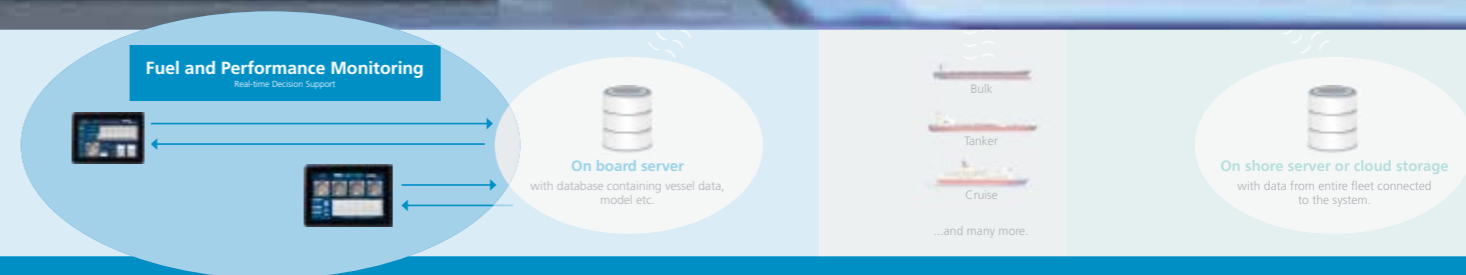 Fuel and Performance Monitoring
Real-time Decision Support
On board server
with database containing vessel data,
model etc.
Bulk
Tanker
Cruise
...and many more.
On shore server or cloud storage
with data from entire fleet connected
to the system.